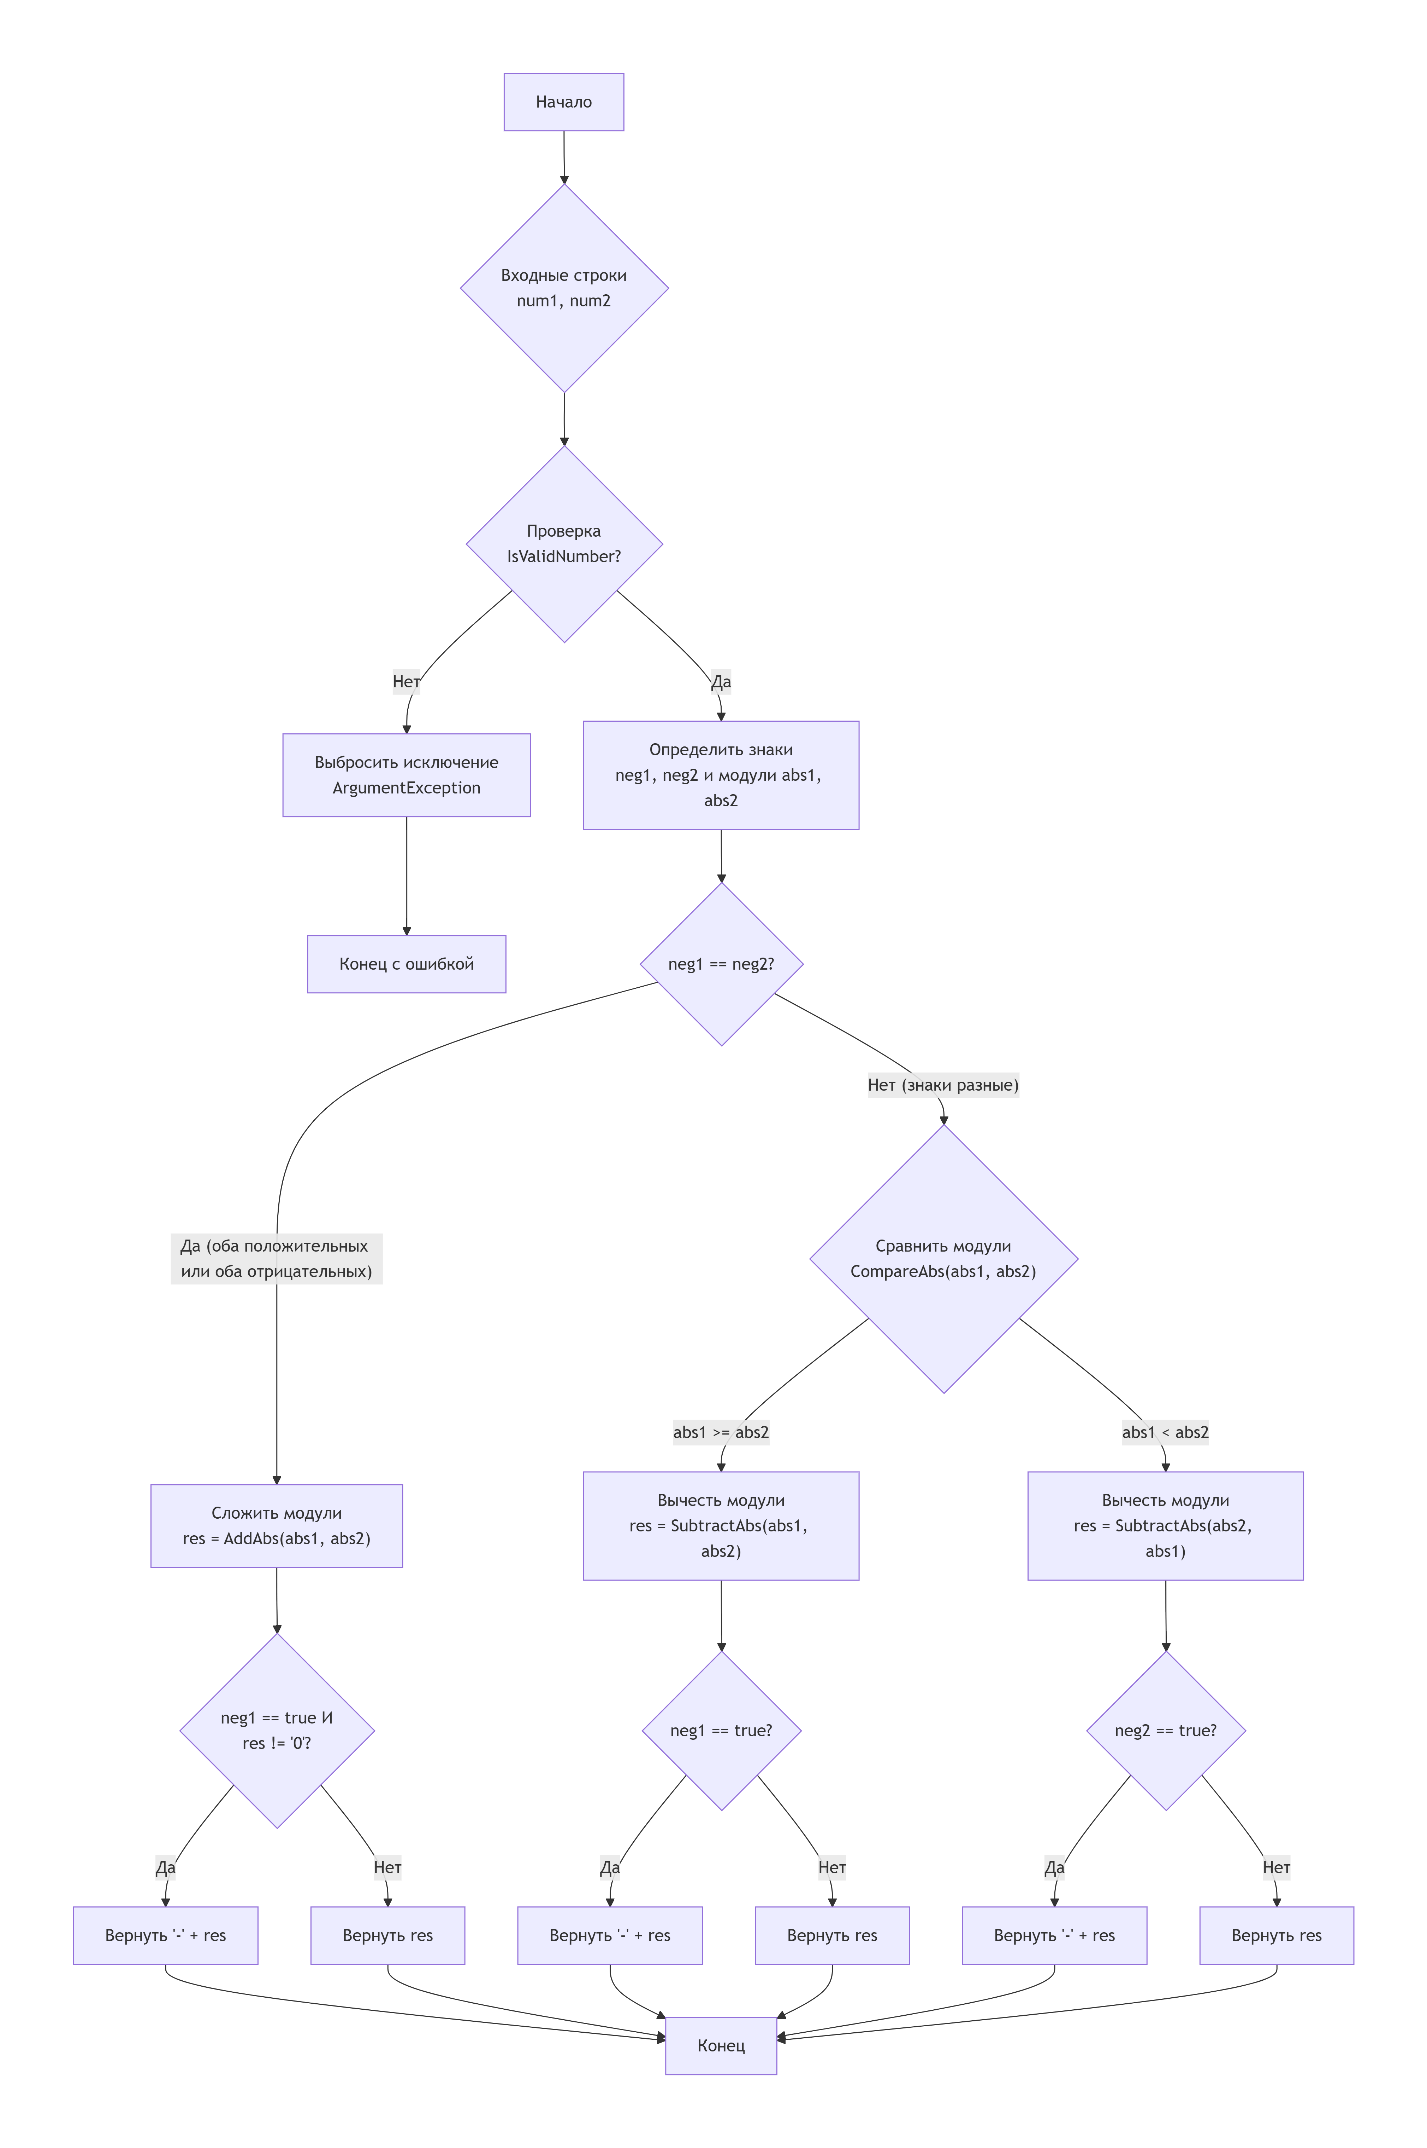 Начало
Входные строки
num1, num2
Проверка
IsValidNumber?
Нет
Да
Выбросить исключение
ArgumentException
Определить знаки
neg1, neg2 и модули abs1,
abs2
Конец с ошибкой
neg1 == neg2?
Нет (знаки разные)
Да (оба положительных
или оба отрицательных)
Сравнить модули
CompareAbs(abs1, abs2)
abs1 >= abs2
abs1 < abs2
Сложить модули
res = AddAbs(abs1, abs2)
Вычесть модули
res = SubtractAbs(abs1,
abs2)
Вычесть модули
res = SubtractAbs(abs2,
abs1)
neg1 == true И
res != '0'?
neg1 == true?
neg2 == true?
Да
Нет
Да
Нет
Да
Нет
Вернуть '-' + res
Вернуть res
Вернуть '-' + res
Вернуть res
Вернуть '-' + res
Вернуть res
Конец